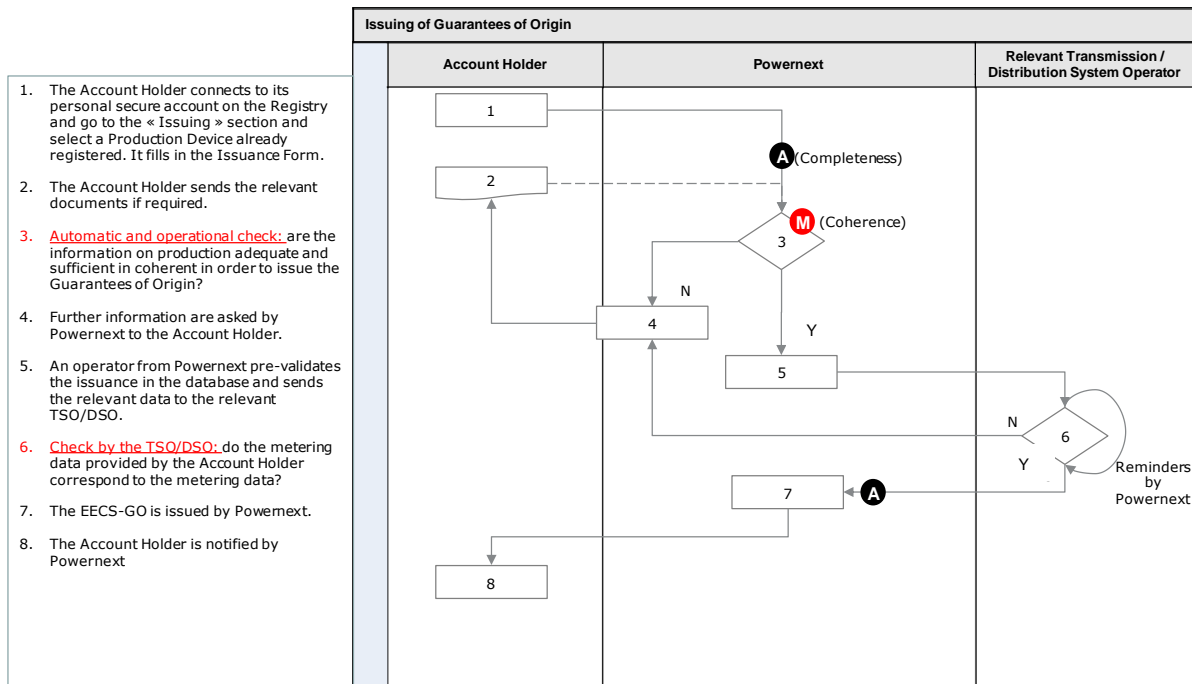 Issuing of Guarantees of Origin
Account Holder
Powernext
Relevant Transmission /
Distribution System Operator
1. The Account Holder connects to its
personal secure account on the Registry
and go to the « Issuing » section and
select a Production Device already
registered. It fills in the Issuance Form.
2. The Account Holder sends the relevant
documents if required.
3. Automatic and operational check: are the
information on production adequate and
sufficient in coherent in order to issue the
Guarantees of Origin?
4. Further information are asked by
Powernext to the Account Holder.
5. An operator from Powernext pre-validates
the issuance in the database and sends
the relevant data to the relevant
TSO/DSO.
6. Check by the TSO/DSO: do the metering
data provided by the Account Holder
correspond to the metering data?
7. The EECS-GO is issued by Powernext.
8. The Account Holder is notified by
Powernext
1
A (Completeness)
2
M (Coherence)
3
N
4
Y
5
N
6
Y
Reminders
by
Powernext
7
A
8